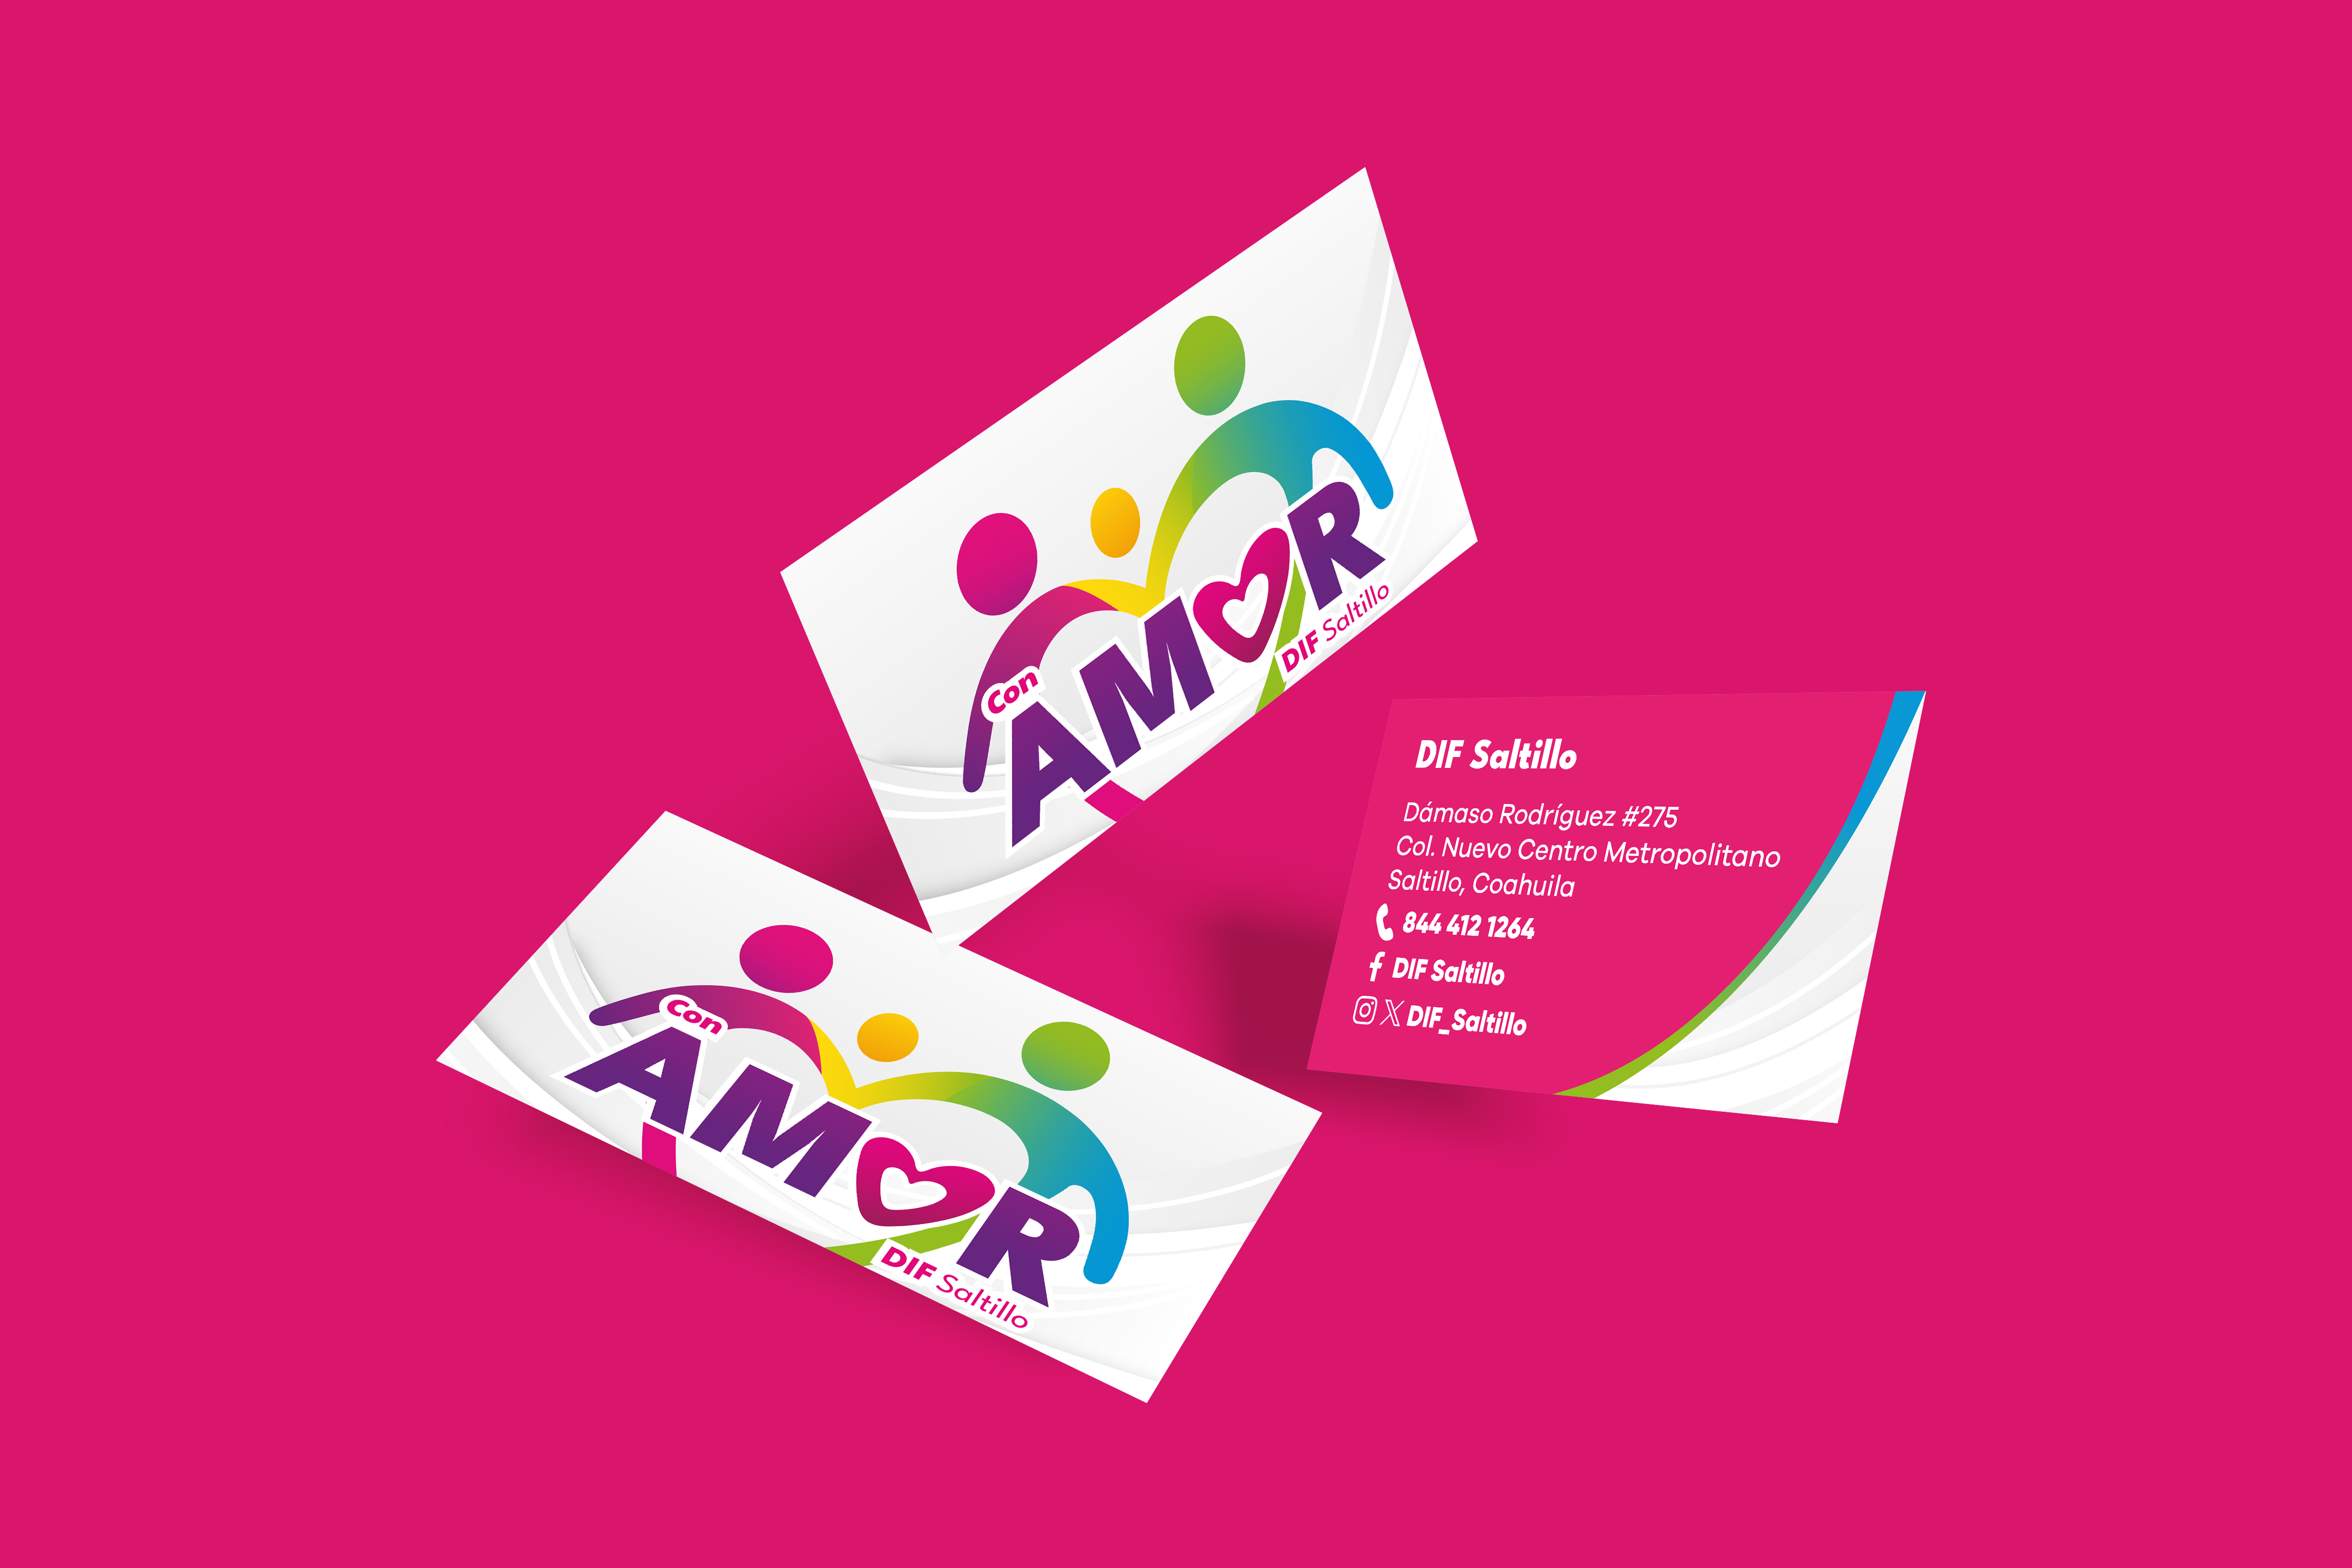 Con
AMOR
DIF Saltillo
DIF Saltillo
Dámaso Rodríguez #275
Col. Nuevo Centro Metropolitano
Saltillo, Coahuila
844 412 1264
DIF Saltillo
DIF_Saltillo
Con
AMOR
DIF Saltillo